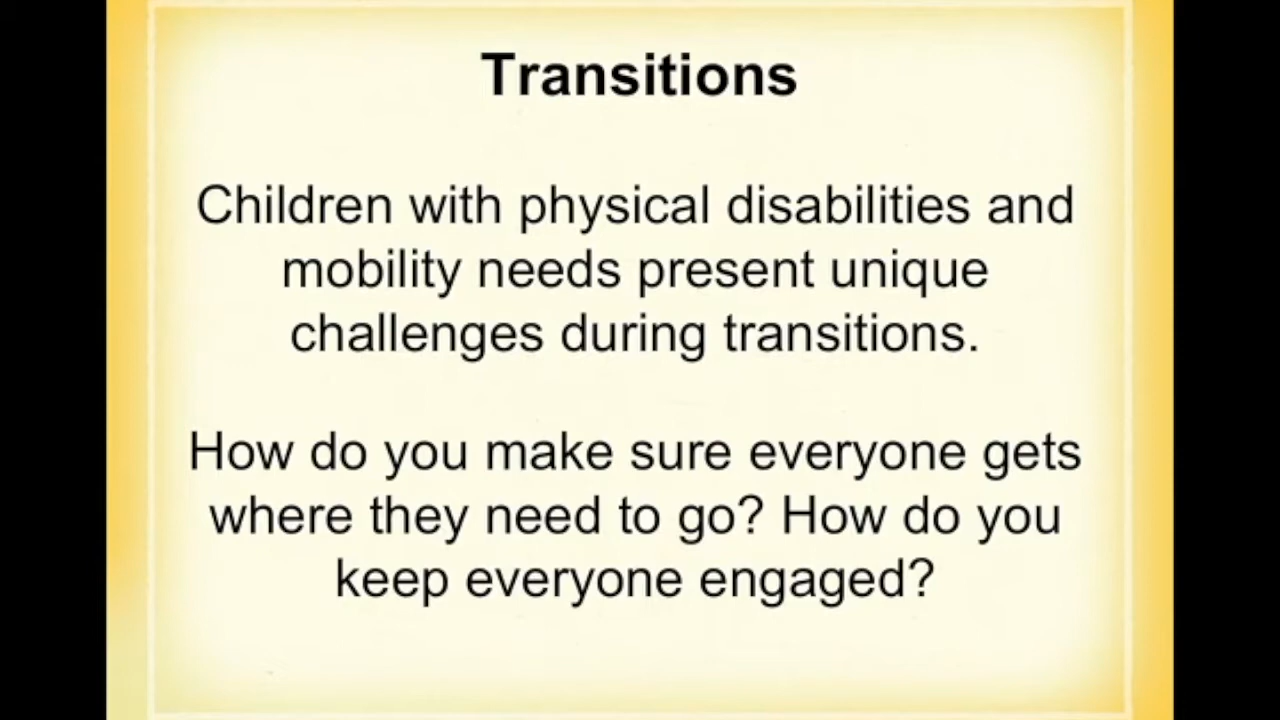 Transitions
Children with physical disabilities and
mobility needs present unique
challenges during transitions.
How do you make sure everyone gets
where they need to go? How do you
keep everyone engaged?